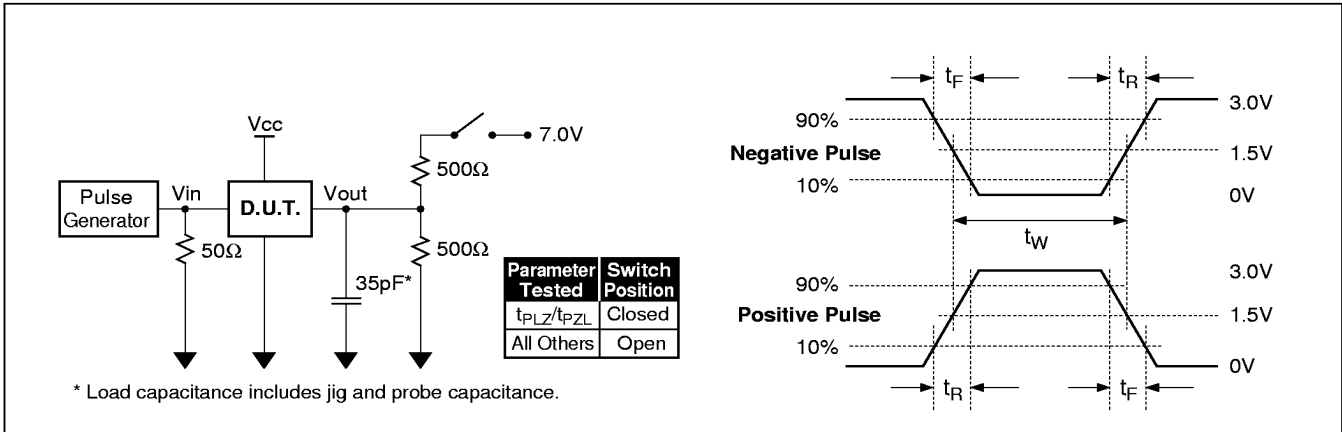 Vcc
7.0V
500Ω
Pulse Generator
Vin
D.U.T.
Vout
50Ω
500Ω
35pF*
Parameter Tested Switch Position
tPLZ/tPZL Closed
All Others Open
* Load capacitance includes jig and probe capacitance.
tF tR
90% 3.0V
Negative Pulse 1.5V
10% 0V
tW
90% 3.0V
Positive Pulse 1.5V
10% 0V
tR tF